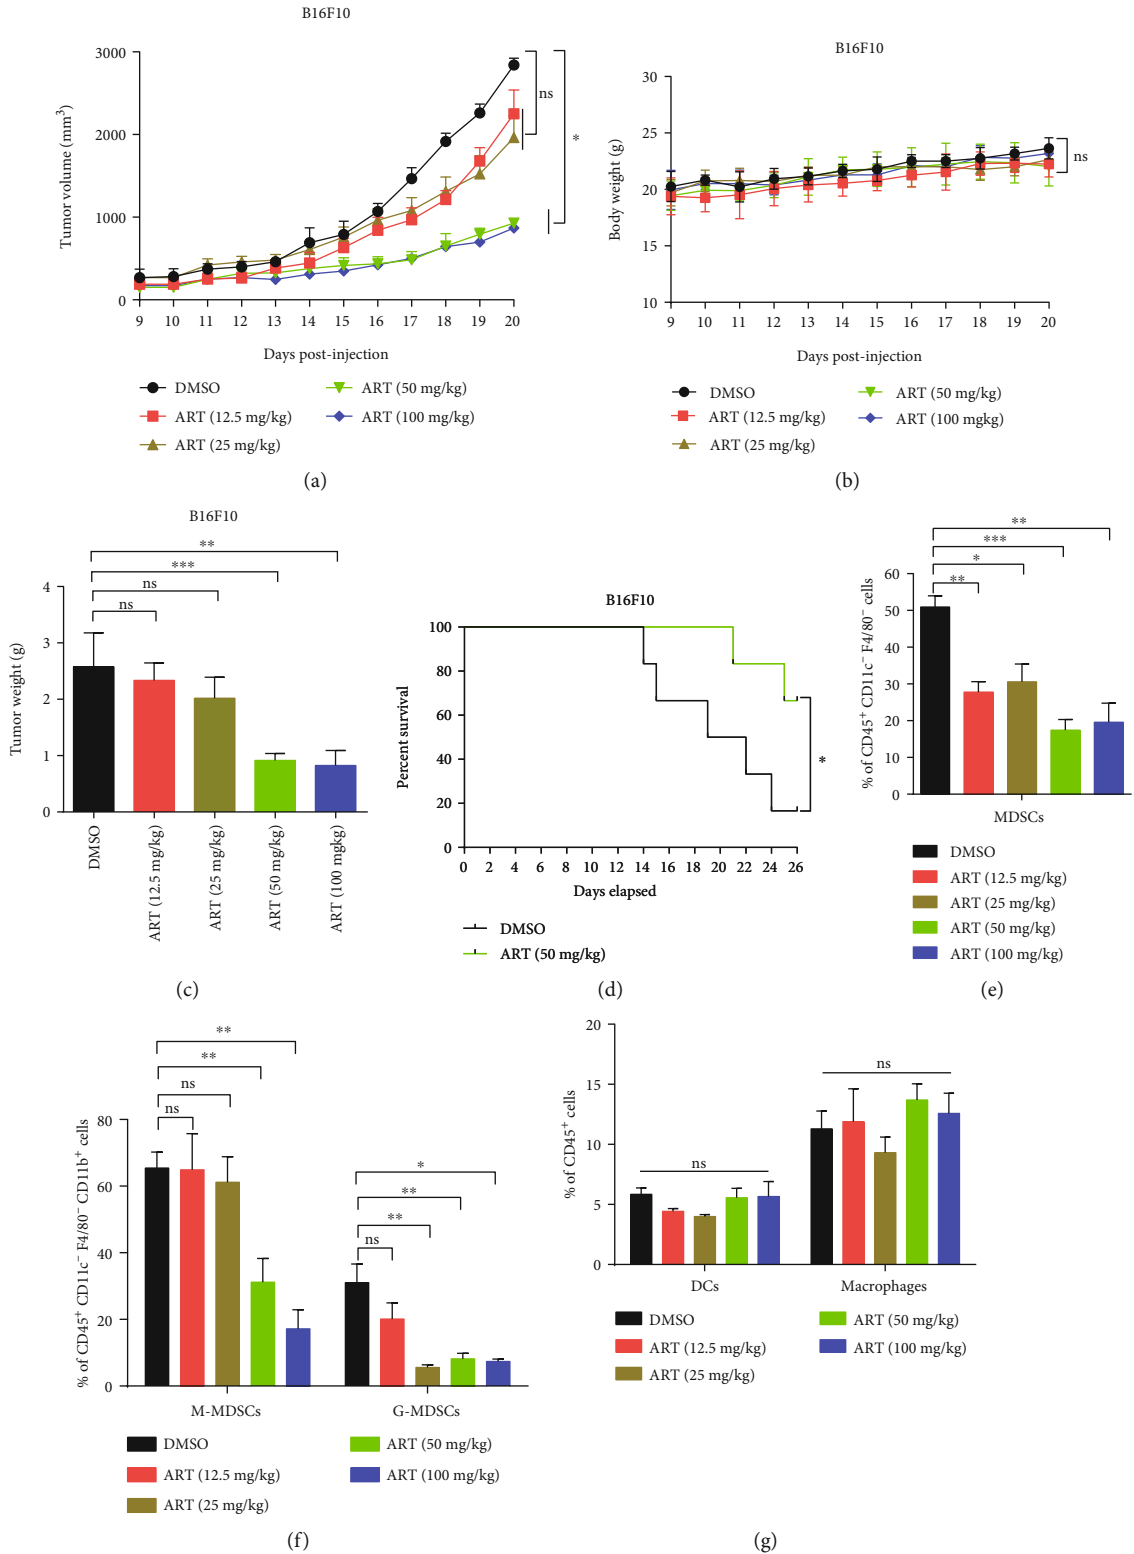 B16F10
Tumor volume (mm³)
3000
2000
1000
0
ns
*
9 10 11 12 13 14 15 16 17 18 19 20
Days post-injection
DMSO
ART (12.5 mg/kg)
ART (25 mg/kg)
ART (50 mg/kg)
ART (100 mg/kg)
(a)
B16F10
Body weight (g)
30
25
20
15
10
ns
9 10 11 12 13 14 15 16 17 18 19 20
Days post-injection
DMSO
ART (12.5 mg/kg)
ART (25 mg/kg)
ART (50 mg/kg)
ART (100 mgkg)
(b)
B16F10
**
***
ns
ns
Tumor weight (g)
4
3
2
1
0
DMSO
ART (12.5 mg/kg)
ART (25 mg/kg)
ART (50 mg/kg)
ART (100 mgkg)
(c)
B16F10
Percent survival
100
80
60
40
20
0
*
0 2 4 6 8 10 12 14 16 18 20 22 24 26
Days elapsed
DMSO
ART (50 mg/kg)
(d)
**
***
*
**
% of CD45⁺ CD11c⁻ F4/80⁻ cells
60
50
40
30
20
10
0
MDSCs
DMSO
ART (12.5 mg/kg)
ART (25 mg/kg)
ART (50 mg/kg)
ART (100 mg/kg)
(e)
**
**
ns
ns
*
**
**
ns
% of CD45⁺ CD11c⁻ F4/80⁻ CD11b⁺ cells
80
60
40
20
0
M-MDSCs G-MDSCs
DMSO
ART (12.5 mg/kg)
ART (25 mg/kg)
ART (50 mg/kg)
ART (100 mg/kg)
(f)
% of CD45⁺ cells
20
15
10
5
0
ns
ns
DCs Macrophages
DMSO
ART (12.5 mg/kg)
ART (25 mg/kg)
ART (50 mg/kg)
ART (100 mg/kg)
(g)